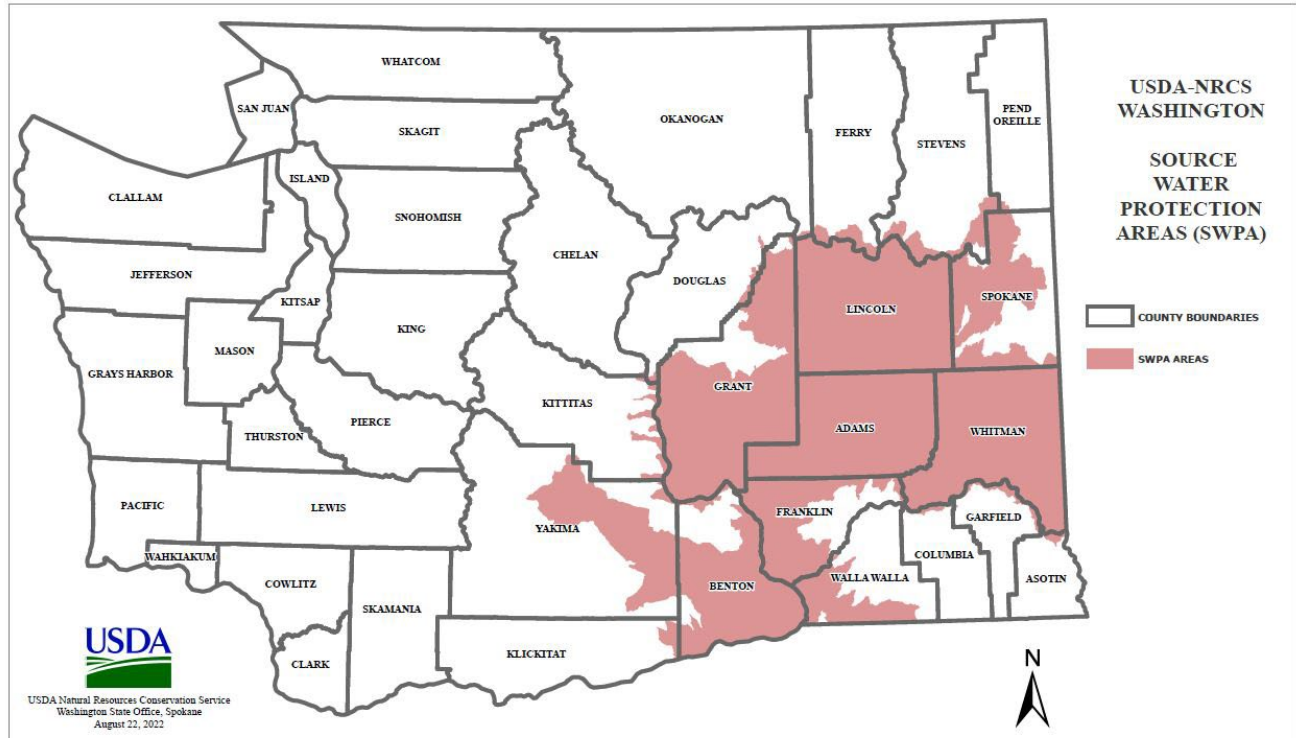 USDA-NRCS
WASHINGTON
SOURCE
WATER
PROTECTION
AREAS (SWPA)
COUNTY BOUNDARIES
SWPA AREAS
WHATCOM
SAN JUAN
SKAGIT
OKANOGAN
FERRY
STEVENS
PEND
OREILLE
ISLAND
CLALLAM
SNOHOMISH
CHELAN
JEFFERSON
KITSAP
DOUGLAS
LINCOLN
SPOKANE
KING
MASON
GRAYS HARBOR
GRANT
KITTITAS
PIERCE
THURSTON
ADAMS
WHITMAN
PACIFIC
LEWIS
YAKIMA
FRANKLIN
GARFIELD
WAHKIAKUM
COLUMBIA
COWLITZ
SKAMANIA
BENTON
WALLA WALLA
ASOTIN
KLICKITAT
CLARK
USDA
USDA Natural Resources Conservation Service
Washington State Office, Spokane
August 22, 2022
N